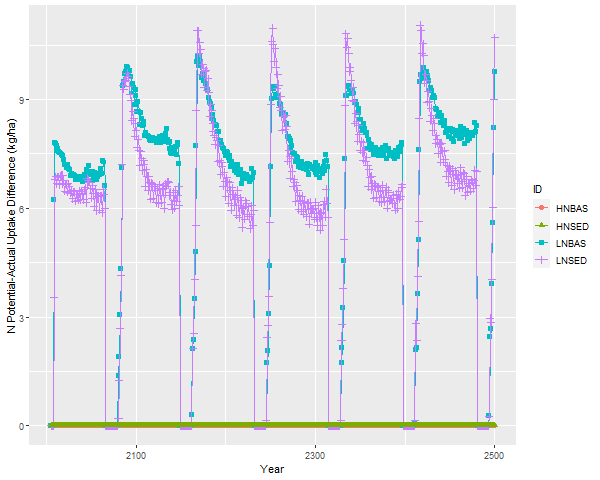 N Potential-Actual Uptake Difference (kg/ha)
9
6
3
0
2100
2300
2500
Year
ID
HNBAS
HNSED
LNBAS
LNSED